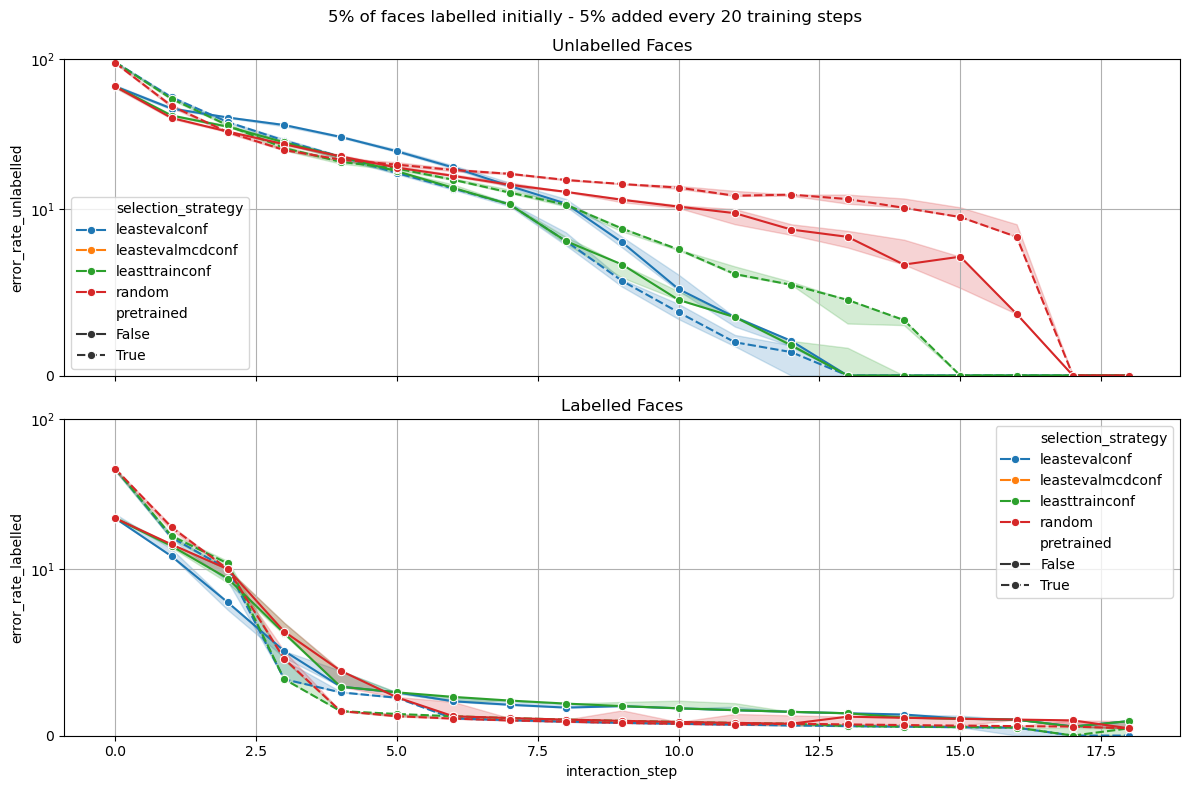 5% of faces labelled initially - 5% added every 20 training steps
Unlabelled Faces
10²
10¹
0
error_rate_unlabelled
selection_strategy
leastevalconf
leastevalmcdconf
leasttrainconf
random
pretrained
False
True
Labelled Faces
10²
10¹
0
error_rate_labelled
selection_strategy
leastevalconf
leastevalmcdconf
leasttrainconf
random
pretrained
False
True
0.0 2.5 5.0 7.5 10.0 12.5 15.0 17.5
interaction_step